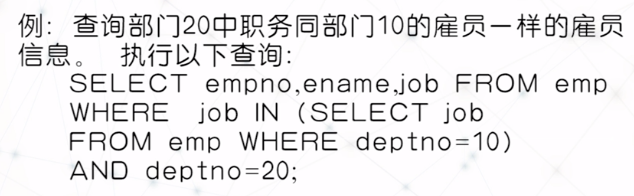 例：查询部门20中职务同部门10的雇员一样的雇员
信息。 执行以下查询：
SELECT empno,ename,job FROM emp
WHERE job IN (SELECT job
FROM emp WHERE deptno=10)
AND deptno=20;